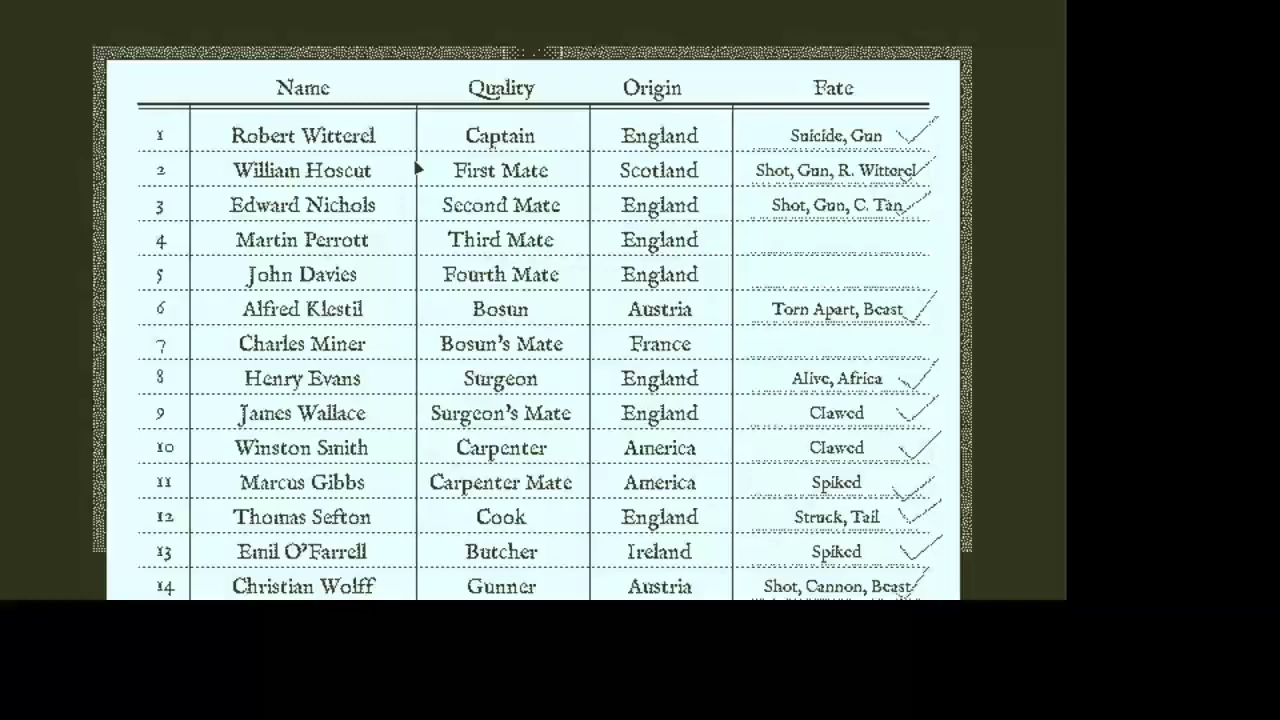 Name Quality Origin Fate
1 Robert Witterel Captain England Suicide, Gun
2 William Hoscut First Mate Scotland Shot, Gun, R. Witterel
3 Edward Nichols Second Mate England Shot, Gun, C. Tan
4 Martin Perrott Third Mate England
5 John Davies Fourth Mate England
6 Alfred Klestil Bosun Austria Torn Apart, Beast
7 Charles Miner Bosun's Mate France
8 Henry Evans Surgeon England Alive, Africa
9 James Wallace Surgeon's Mate England Clawed
10 Winston Smith Carpenter America Clawed
11 Marcus Gibbs Carpenter Mate America Spiked
12 Thomas Sefton Cook England Struck, Tail
13 Emil O'Farrell Butcher Ireland Spiked
14 Christian Wolff Gunner Austria Shot, Cannon, Beast